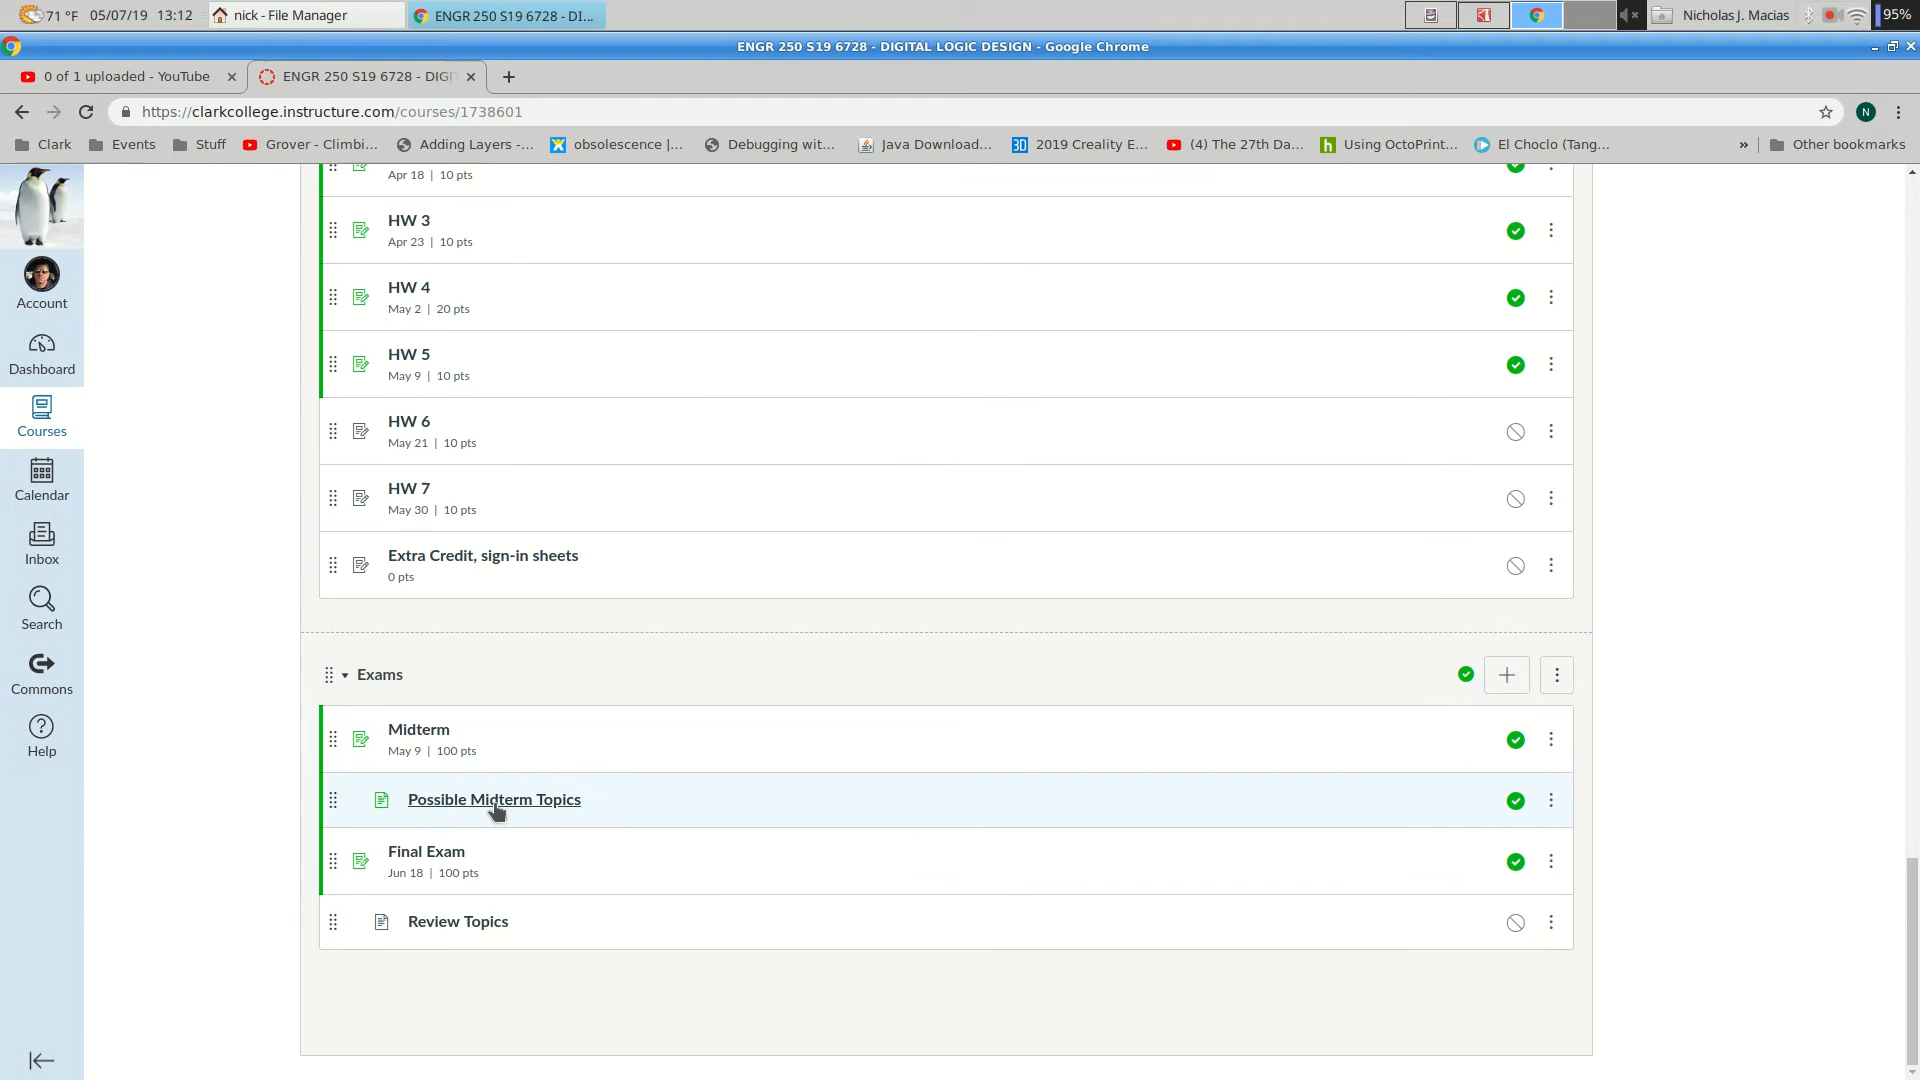 71 °F 05/07/19 13:12 nick - File Manager ENGR 250 S19 6728 - DI... Nicholas J. Macias 95%
ENGR 250 S19 6728 - DIGITAL LOGIC DESIGN - Google Chrome
0 of 1 uploaded - YouTube ENGR 250 S19 6728 - DIGI
https://clarkcollege.instructure.com/courses/1738601 N
Clark Events Stuff Grover - Climbi... Adding Layers -... obsolescence |... Debugging wit... Java Download... 3D 2019 Creality E... (4) The 27th Da... h Using OctoPrint... El Choclo (Tang... » Other bookmarks
Apr 18 | 10 pts
HW 3
Apr 23 | 10 pts
HW 4
May 2 | 20 pts
HW 5
May 9 | 10 pts
HW 6
May 21 | 10 pts
HW 7
May 30 | 10 pts
Extra Credit, sign-in sheets
0 pts
Exams
Midterm
May 9 | 100 pts
Possible Midterm Topics
Final Exam
Jun 18 | 100 pts
Review Topics
Account
Dashboard
Courses
Calendar
Inbox
Search
Commons
Help